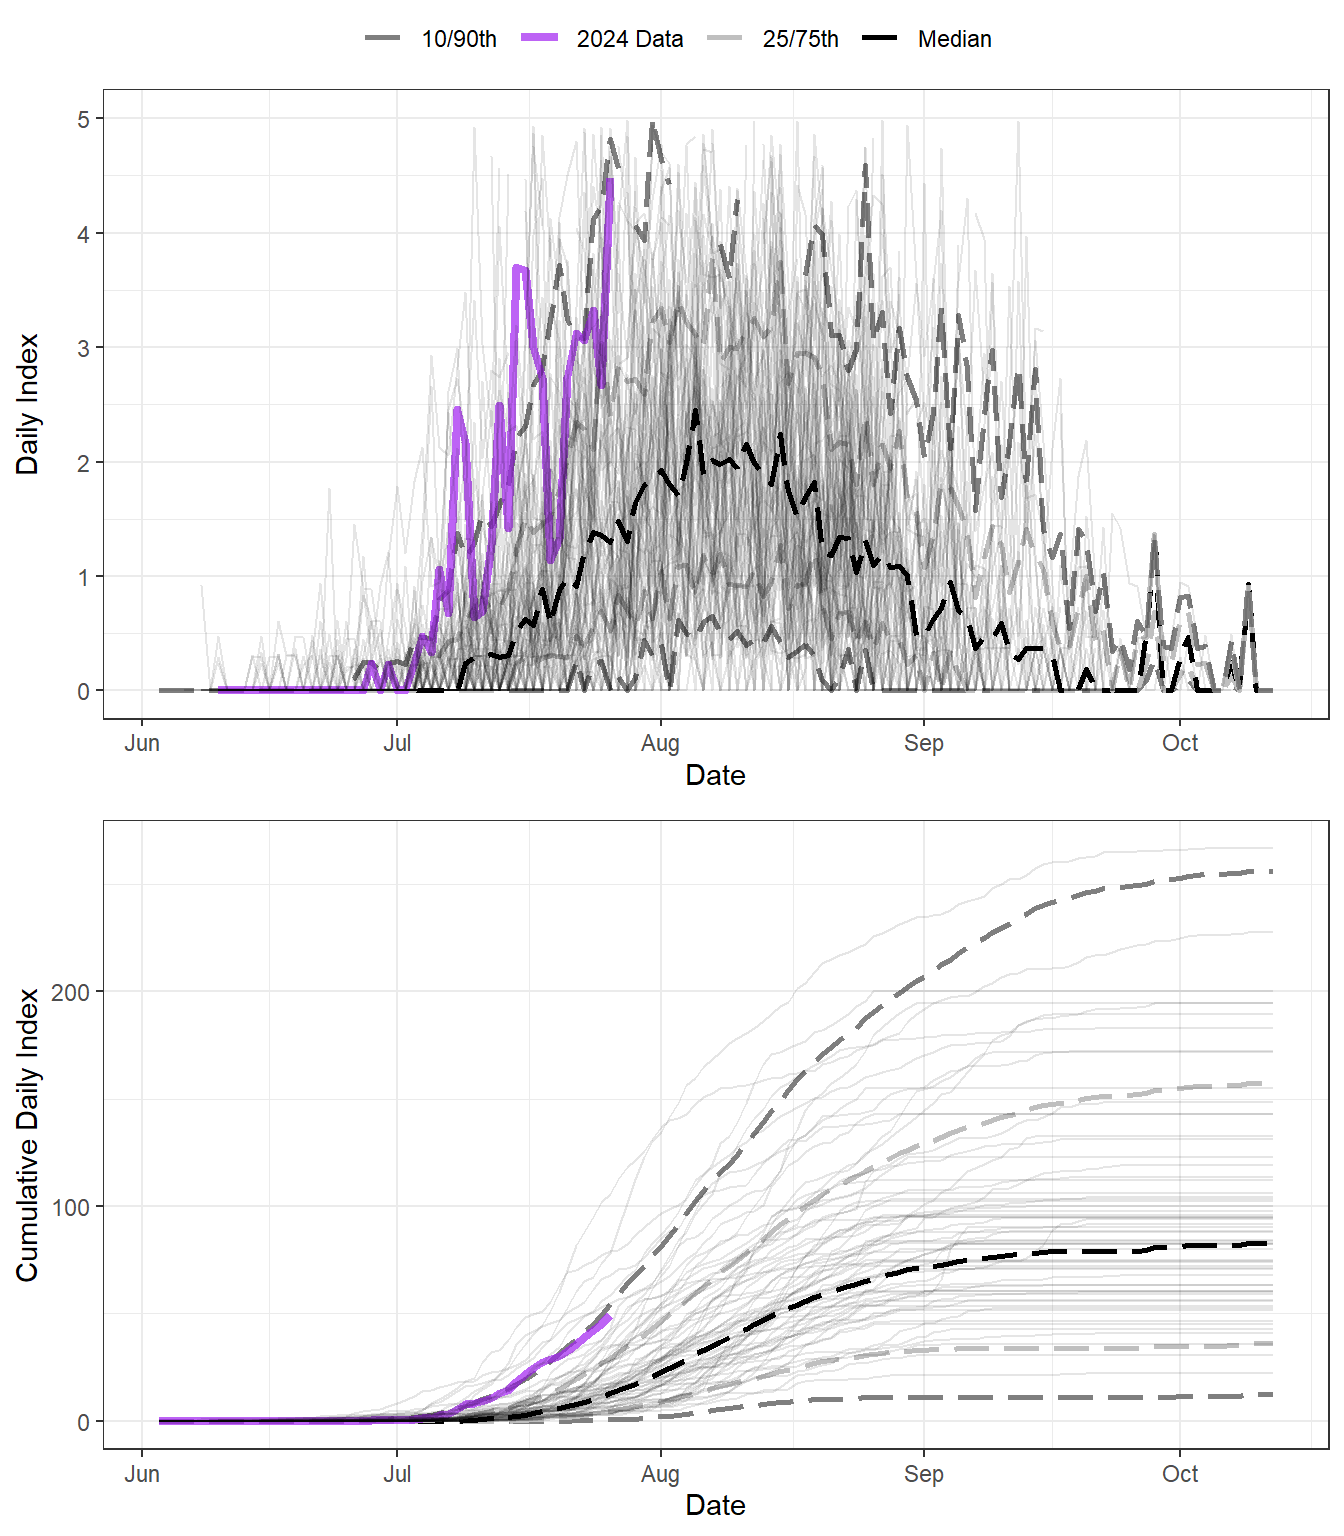 10/90th 2024 Data 25/75th Median
5
4
3
2
1
0
Daily Index
Jun Jul Aug Sep Oct
Date
200
100
0
Cumulative Daily Index
Jun Jul Aug Sep Oct
Date